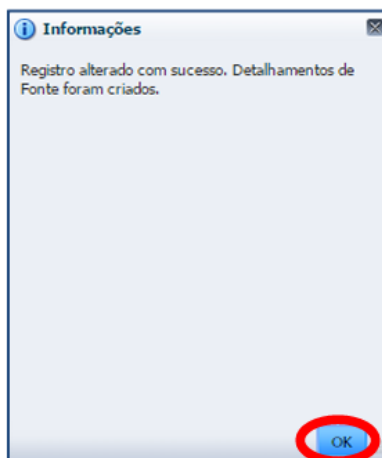 Informações
Registro alterado com sucesso. Detalhamentos de
Fonte foram criados.
OK